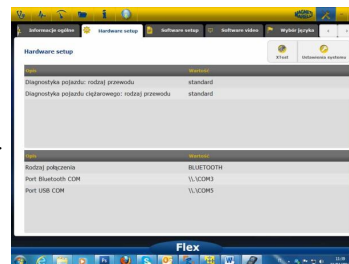 Informacje ogólne
Hardware setup
Software setup
Software video
Wybór języka
Hardware setup
XTool
Ustawienia systemu
Opis
Wartość
Diagnostyka pojazdu: rodzaj przewodu
standard
Diagnostyka pojazdu ciężarowego: rodzaj przewodu
standard
Opis
Wartość
Rodzaj połączenia
BLUETOOTH
Port Bluetooth COM
\\.\COM3
Port USB COM
\\.\COM5
Flex